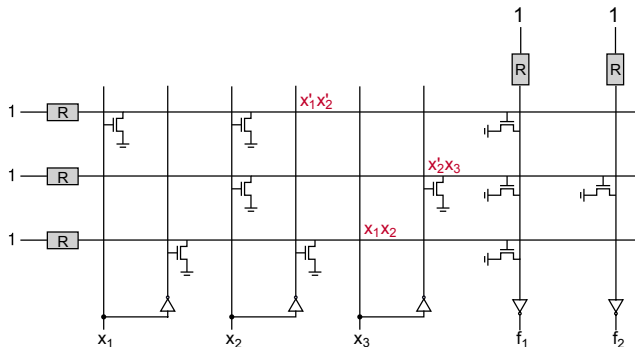 1 1
R R
x'₁x'₂
1 R
x'₂x₃
1 R
x₁x₂
1 R
x₁ x₂ x₃ f₁ f₂